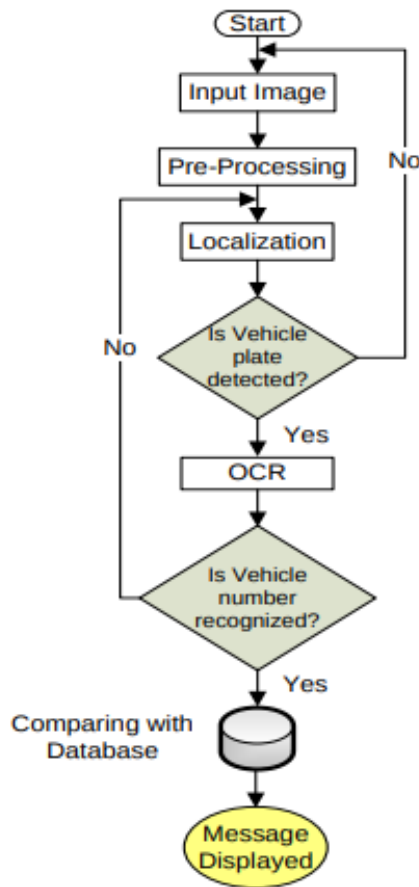 Start
Input Image
No
Pre-Processing
Localization
No
Is Vehicle
plate
detected?
Yes
OCR
Is Vehicle
number
recognized?
Yes
Comparing with
Database
Message
Displayed